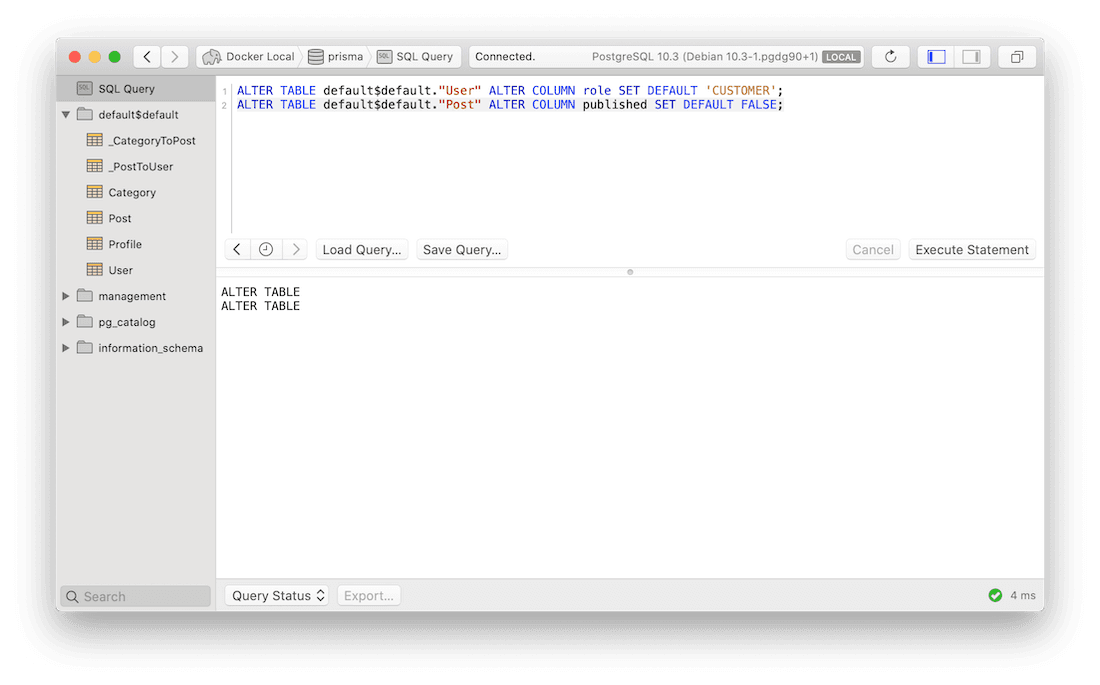 Docker Local prisma SQL Query Connected. PostgreSQL 10.3 (Debian 10.3-1.pgdg90+1) LOCAL
SQL SQL Query
default$default
_CategoryToPost
_PostToUser
Category
Post
Profile
User
management
pg_catalog
information_schema
Search
1 ALTER TABLE default$default."User" ALTER COLUMN role SET DEFAULT 'CUSTOMER';
2 ALTER TABLE default$default."Post" ALTER COLUMN published SET DEFAULT FALSE;
Load Query... Save Query... Cancel Execute Statement
ALTER TABLE
ALTER TABLE
Query Status Export... 4 ms